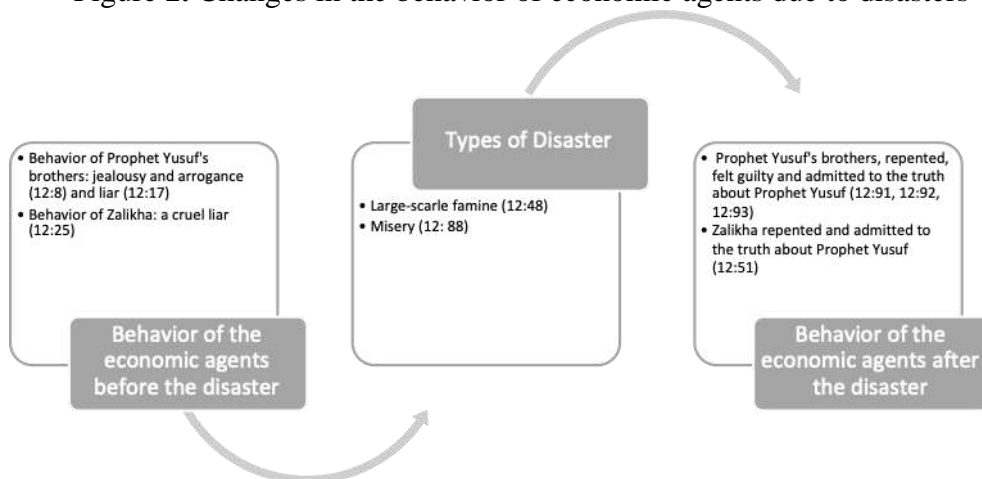 Figure 2. Changes in the behavior of economic agents due to disasters
• Behavior of Prophet Yusuf's
brothers: jealousy and arrogance
(12:8) and liar (12:17)
• Behavior of Zalikha: a cruel liar
(12:25)
Behavior of the
economic agents
before the disaster
Types of Disaster
• Large-scarle famine (12:48)
• Misery (12: 88)
• Prophet Yusuf's brothers, repented,
felt guilty and admitted to the truth
about Prophet Yusuf (12:91, 12:92,
12:93)
• Zalikha repented and admitted to
the truth about Prophet Yusuf
(12:51)
Behavior of the
economic agents after
the disaster